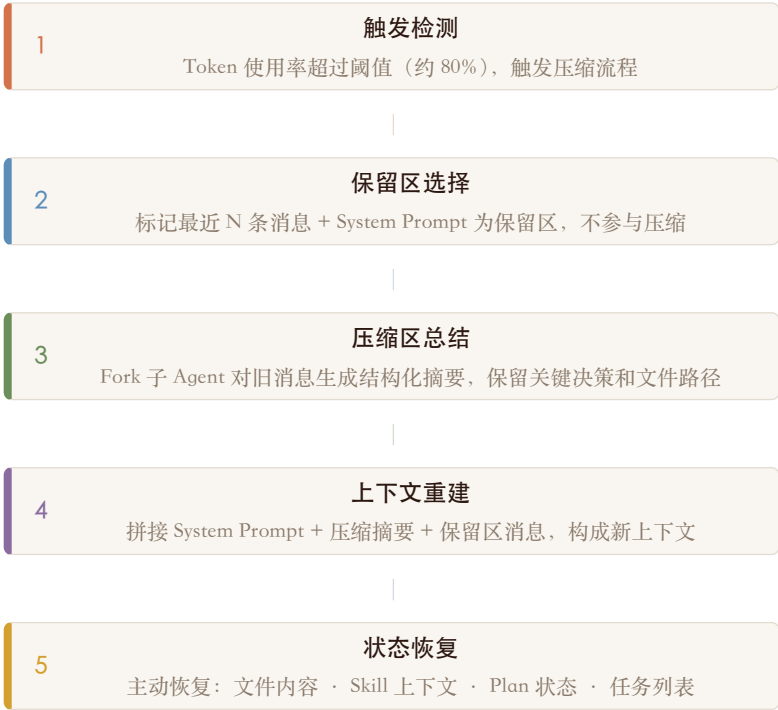 触发检测
1
Token 使用率超过阈值（约 80%），触发压缩流程
保留区选择
2
标记最近 N 条消息 + System Prompt 为保留区，不参与压缩
压缩区总结
3
Fork 子 Agent 对旧消息生成结构化摘要，保留关键决策和文件路径
上下文重建
4
拼接 System Prompt + 压缩摘要 + 保留区消息，构成新上下文
状态恢复
5
主动恢复：文件内容 · Skill 上下文 · Plan 状态 · 任务列表